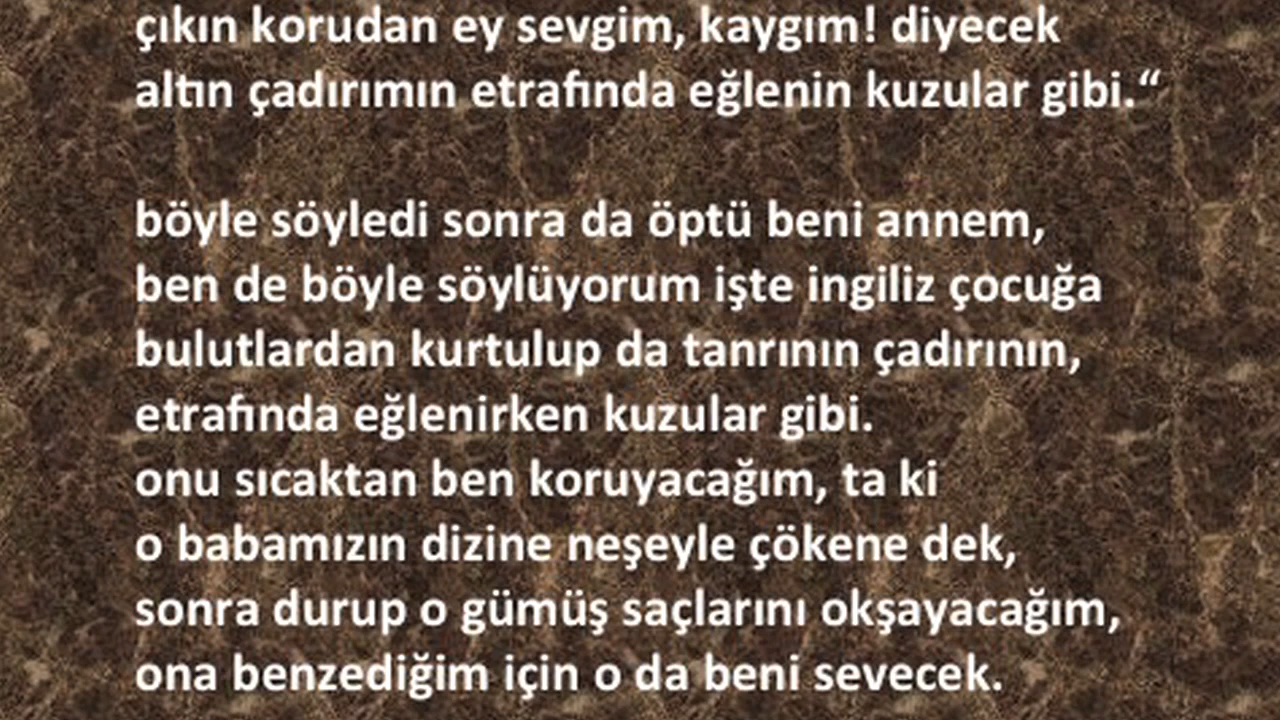 çıkın korudan ey sevgim, kaygım! diyecek
altın çadırımın etrafında eğlenin kuzular gibi.“
böyle söyledi sonra da öptü beni annem,
ben de böyle söylüyorum işte ingiliz çocuğa
bulutlardan kurtulup da tanrının çadırının,
etrafında eğlenirken kuzular gibi.
onu sıcaktan ben koruyacağım, ta ki
o babamızın dizine neşeyle çökene dek,
sonra durup o gümüş saçlarını okşayacağım,
ona benzediğim için o da beni sevecek.